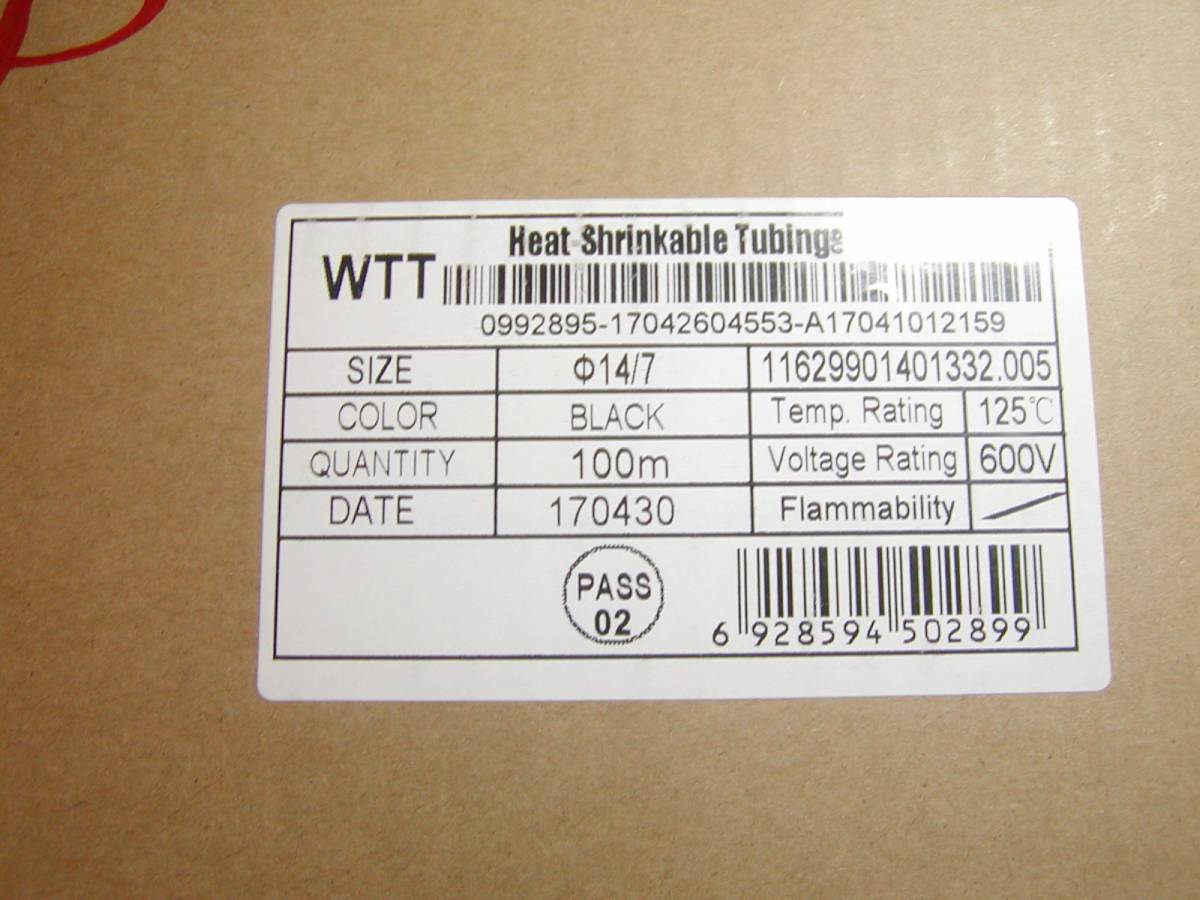 Heat Shrinkable Tubings
WTT
0992895-17042604553-A17041012159
SIZE Φ14/7 11629901401332.005
COLOR BLACK Temp. Rating 125℃
QUANTITY 100m Voltage Rating 600V
DATE 170430 Flammability
PASS
02
6 928594 502899